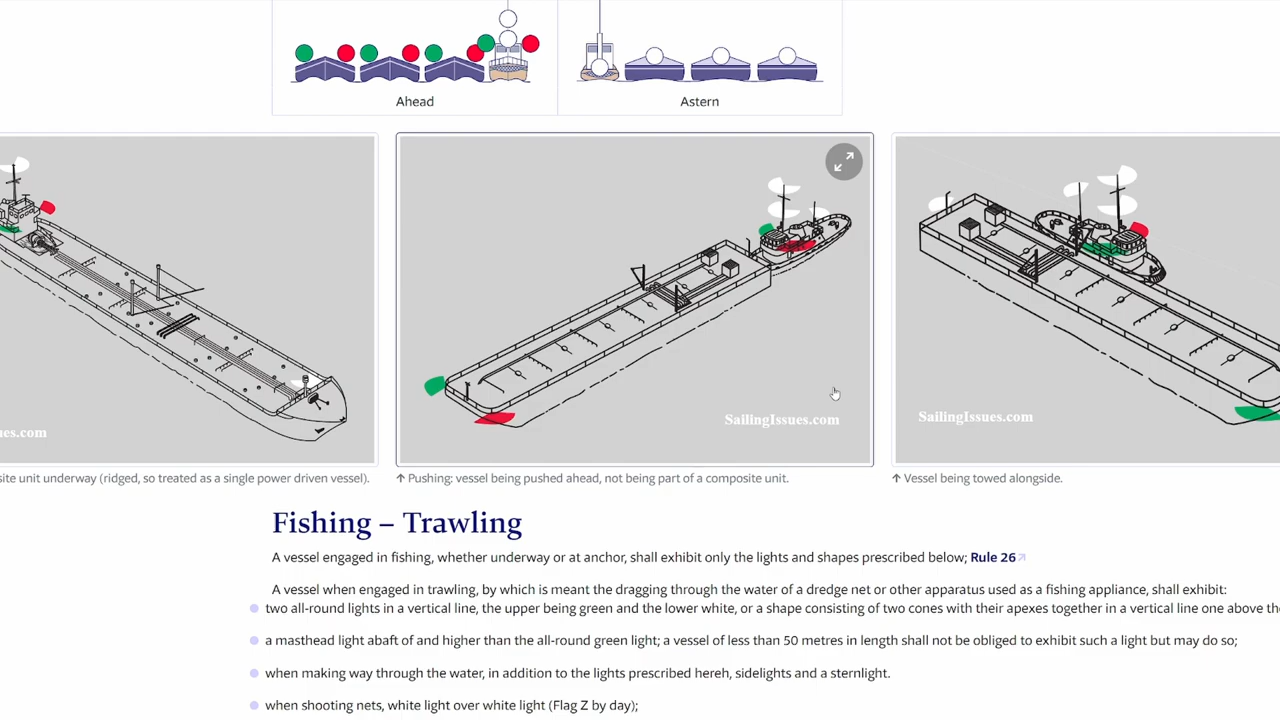 Ahead
Astern
SailingIssues.com
SailingIssues.com
ues.com
site unit underway (ridged, so treated as a single power driven vessel).
↑ Pushing: vessel being pushed ahead, not being part of a composite unit.
↑ Vessel being towed alongside.
Fishing – Trawling
A vessel engaged in fishing, whether underway or at anchor, shall exhibit only the lights and shapes prescribed below; Rule 26
A vessel when engaged in trawling, by which is meant the dragging through the water of a dredge net or other apparatus used as a fishing appliance, shall exhibit:
two all-round lights in a vertical line, the upper being green and the lower white, or a shape consisting of two cones with their apexes together in a vertical line one above th
a masthead light abaft of and higher than the all-round green light; a vessel of less than 50 metres in length shall not be obliged to exhibit such a light but may do so;
when making way through the water, in addition to the lights prescribed hereh, sidelights and a sternlight.
when shooting nets, white light over white light (Flag Z by day);